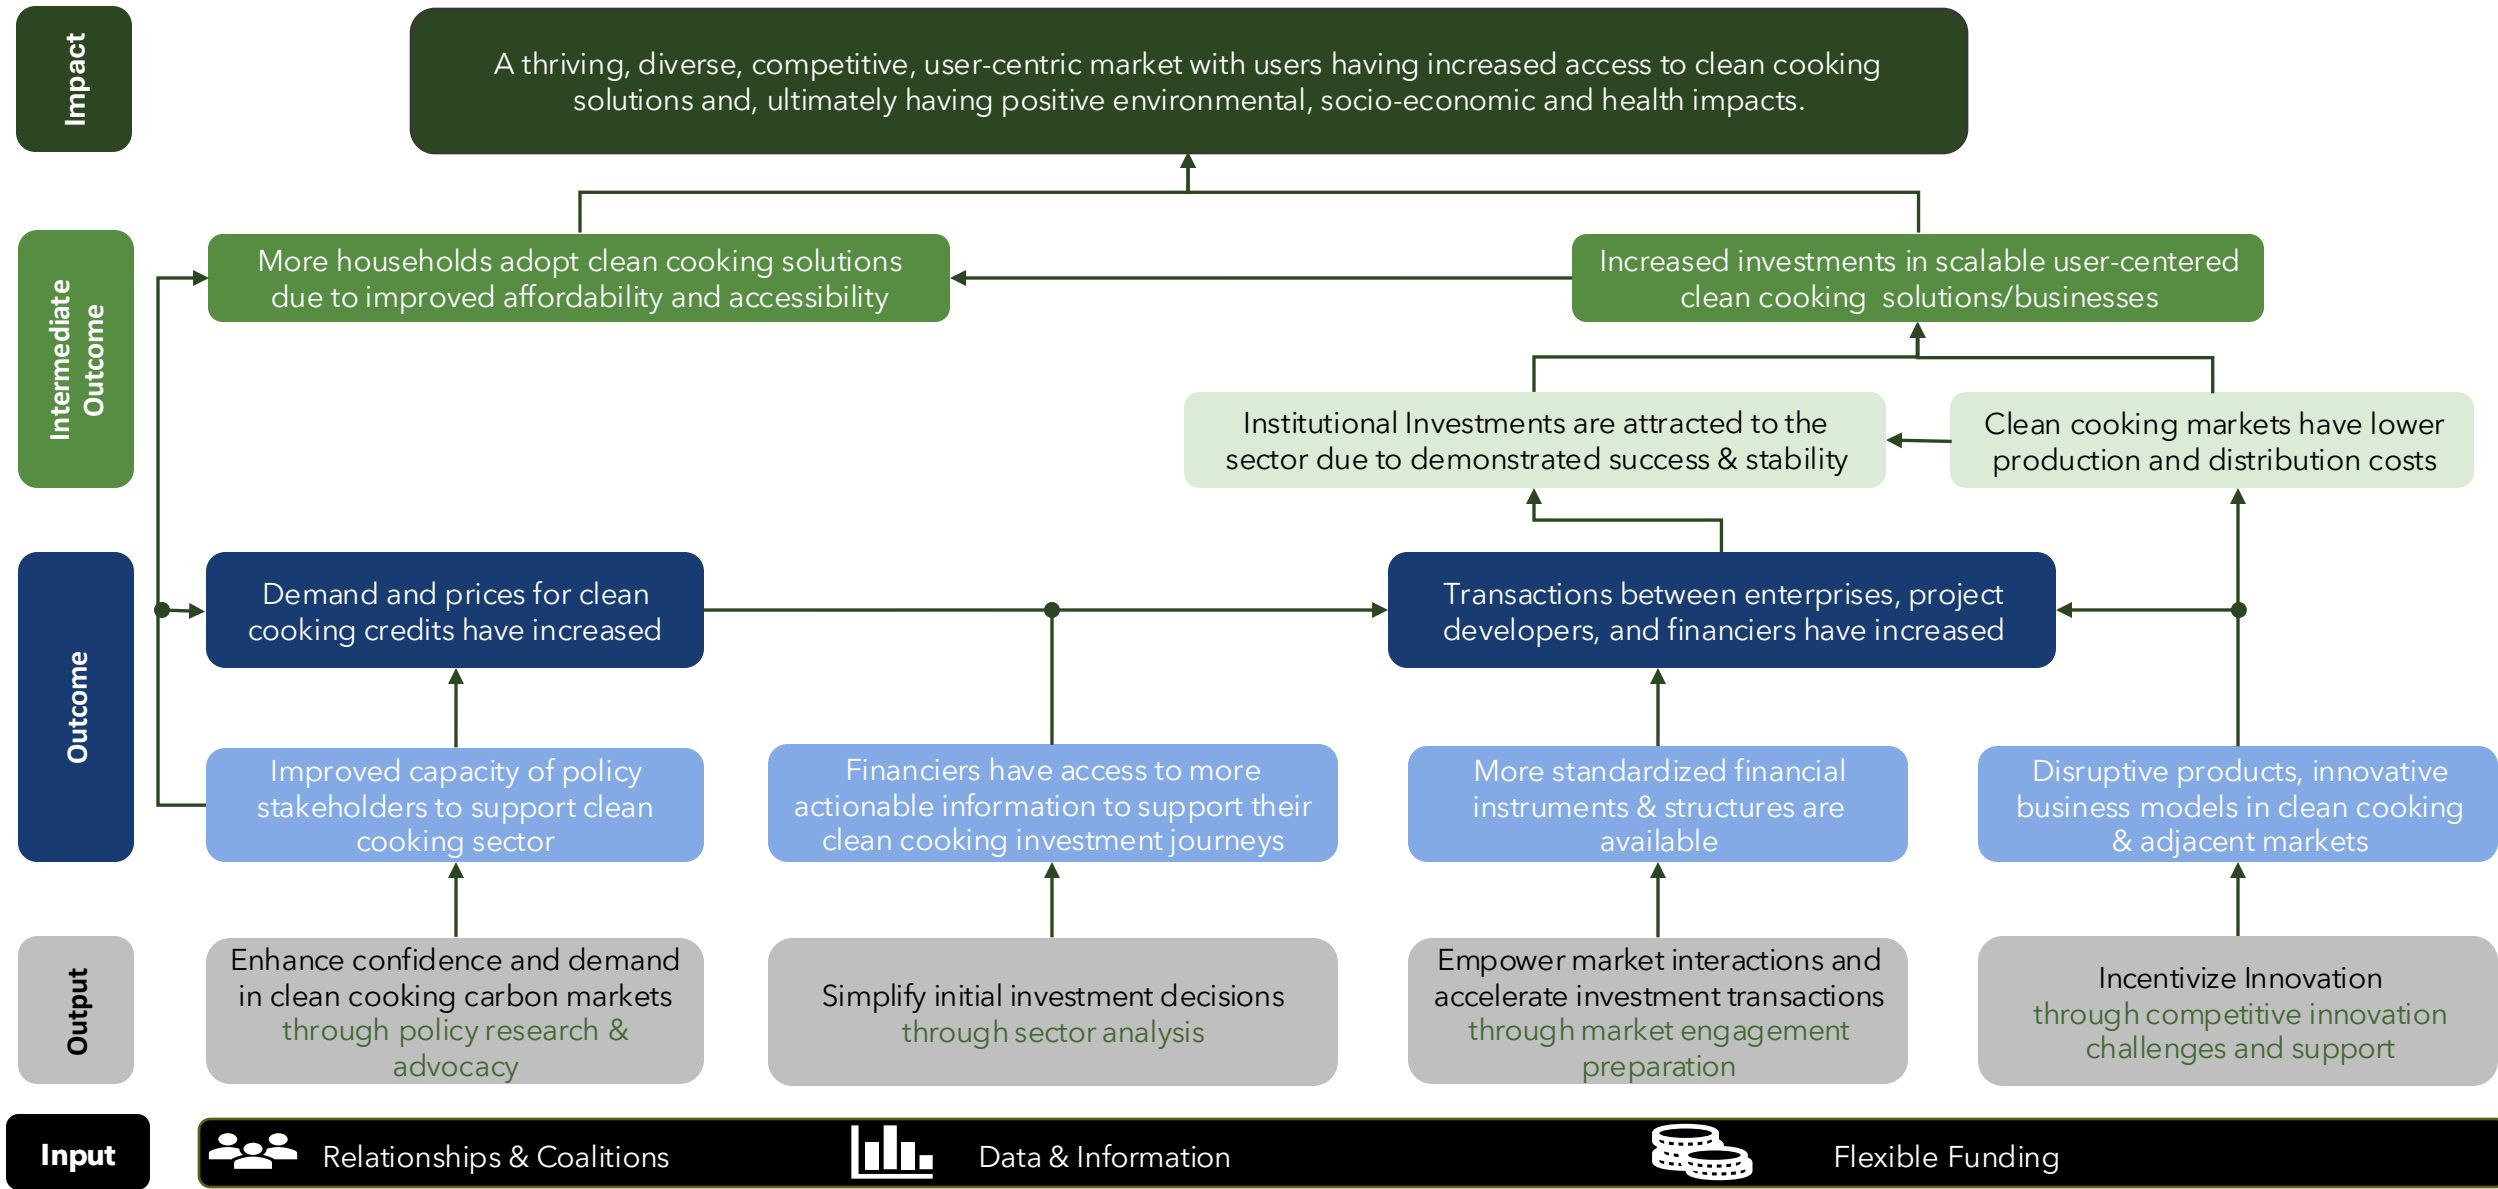 Impact
A thriving, diverse, competitive, user-centric market with users having increased access to clean cooking
solutions and, ultimately having positive environmental, socio-economic and health impacts.
Intermediate
Outcome
More households adopt clean cooking solutions
due to improved affordability and accessibility
Increased investments in scalable user-centered
clean cooking solutions/businesses
Institutional Investments are attracted to the
sector due to demonstrated success & stability
Clean cooking markets have lower
production and distribution costs
Outcome
Demand and prices for clean
cooking credits have increased
Transactions between enterprises, project
developers, and financiers have increased
Improved capacity of policy
stakeholders to support clean
cooking sector
Financiers have access to more
actionable information to support their
clean cooking investment journeys
More standardized financial
instruments & structures are
available
Disruptive products, innovative
business models in clean cooking
& adjacent markets
Output
Enhance confidence and demand
in clean cooking carbon markets
through policy research &
advocacy
Simplify initial investment decisions
through sector analysis
Empower market interactions and
accelerate investment transactions
through market engagement
preparation
Incentivize Innovation
through competitive innovation
challenges and support
Input
Relationships & Coalitions
Data & Information
Flexible Funding